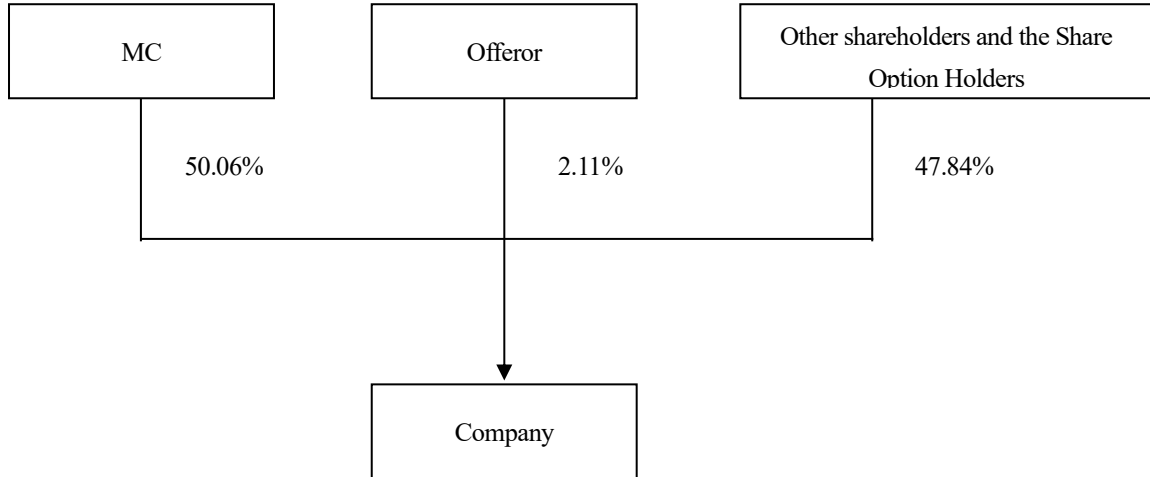 MC
Offeror
Other shareholders and the Share
Option Holders
50.06%
2.11%
47.84%
Company